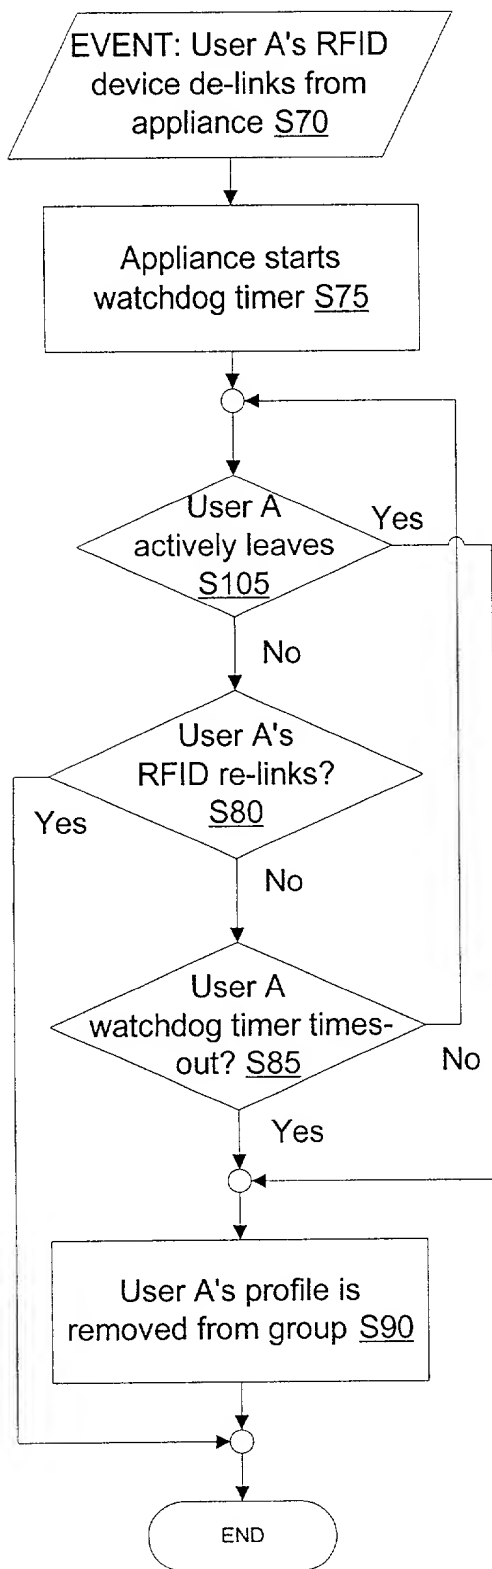 EVENT: User A's RFID
device de-links from
appliance S70
Appliance starts
watchdog timer S75
User A
actively leaves
S105
Yes
No
User A's
RFID re-links?
S80
Yes
No
User A
watchdog timer times-
out? S85
No
Yes
User A's profile is
removed from group S90
END